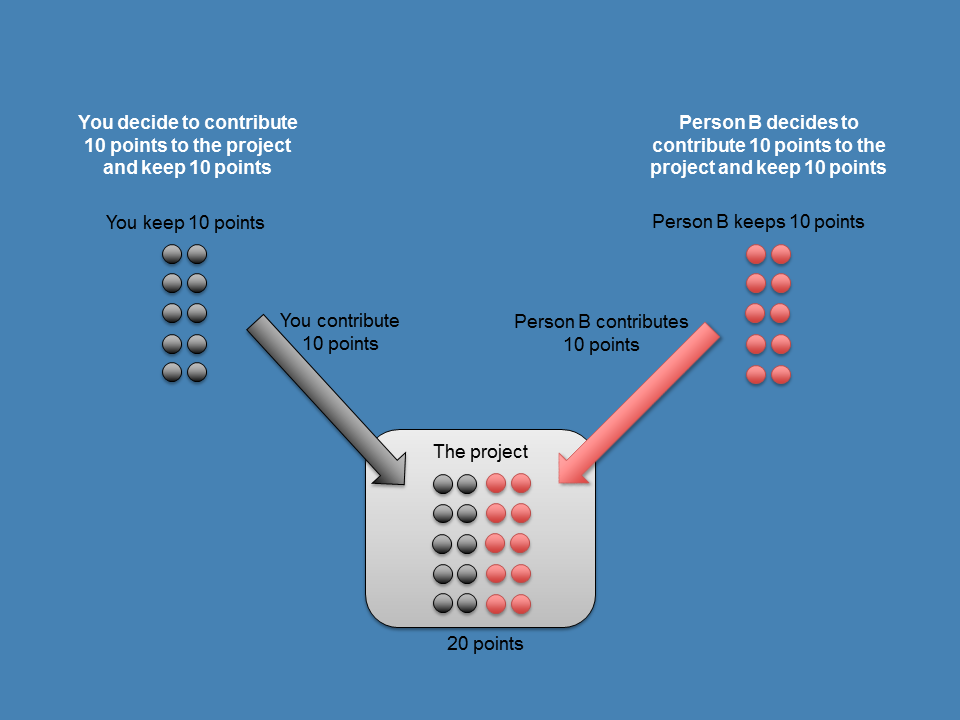 You decide to contribute
10 points to the project
and keep 10 points
Person B decides to
contribute 10 points to the
project and keep 10 points
You keep 10 points
Person B keeps 10 points
You contribute
10 points
Person B contributes
10 points
The project
20 points